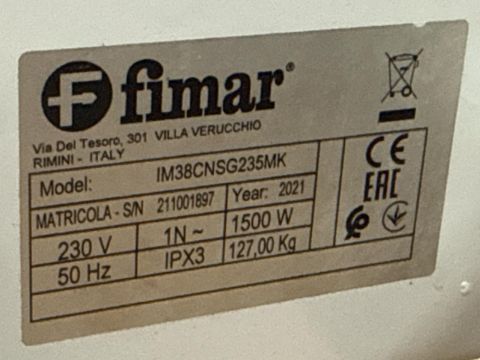 fimar®
Via Del Tesoro, 301 VILLA VERUCCHIO
RIMINI - ITALY
Model: IM38CNSG235MK
MATRICOLA - S/N 211001897 Year: 2021
230 V 1N ~ 1500 W
50 Hz IPX3 127,00 Kg
CE
EAC